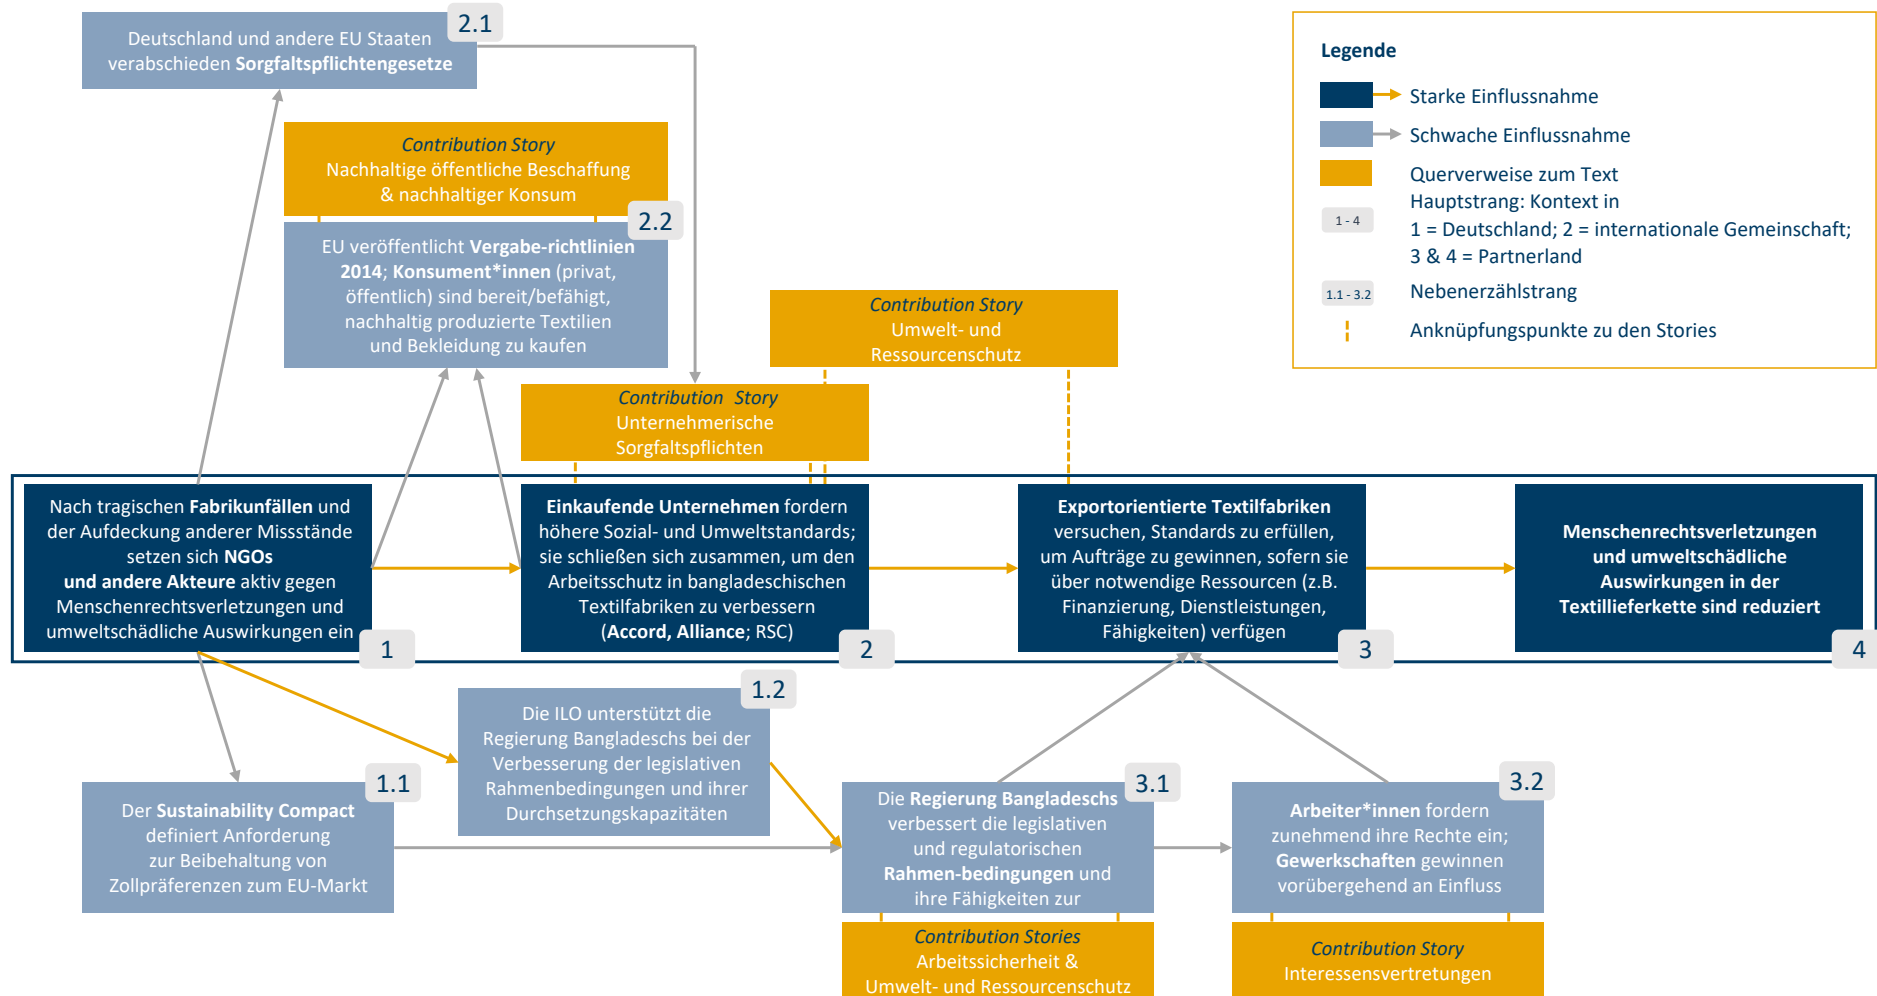 Deutschland und andere EU Staaten
verabschieden Sorgfaltspflichtengesetze
2.1
Contribution Story
Nachhaltige öffentliche Beschaffung
& nachhaltiger Konsum
2.2
EU veröffentlicht Vergabe-richtlinien
2014; Konsument*innen (privat,
öffentlich) sind bereit/befähigt,
nachhaltig produzierte Textilien
und Bekleidung zu kaufen
Contribution Story
Umwelt- und
Ressourcenschutz
Contribution Story
Unternehmerische
Sorgfaltspflichten
Legende
Starke Einflussnahme
Schwache Einflussnahme
Querverweise zum Text
Hauptstrang: Kontext in
1 - 4
1 = Deutschland; 2 = internationale Gemeinschaft;
3 & 4 = Partnerland
1.1 - 3.2
Nebenerzählstrang
Anknüpfungspunkte zu den Stories
Nach tragischen Fabrikunfällen und
der Aufdeckung anderer Missstände
setzen sich NGOs
und andere Akteure aktiv gegen
Menschenrechtsverletzungen und
umweltschädliche Auswirkungen ein
1
Einkaufende Unternehmen fordern
höhere Sozial- und Umweltstandards;
sie schließen sich zusammen, um den
Arbeitsschutz in bangladeschischen
Textilfabriken zu verbessern
(Accord, Alliance; RSC)
2
Exportorientierte Textilfabriken
versuchen, Standards zu erfüllen,
um Aufträge zu gewinnen, sofern sie
über notwendige Ressourcen (z.B.
Finanzierung, Dienstleistungen,
Fähigkeiten) verfügen
3
Menschenrechtsverletzungen
und umweltschädliche
Auswirkungen in der
Textillieferkette sind reduziert
4
1.2
Die ILO unterstützt die
Regierung Bangladeschs bei der
Verbesserung der legislativen
Rahmenbedingungen und ihrer
Durchsetzungskapazitäten
1.1
Der Sustainability Compact
definiert Anforderung
zur Beibehaltung von
Zollpräferenzen zum EU-Markt
3.1
Die Regierung Bangladeschs
verbessert die legislativen
und regulatorischen
Rahmen-bedingungen und
ihre Fähigkeiten zur
Contribution Stories
Arbeitssicherheit &
Umwelt- und Ressourcenschutz
3.2
Arbeiter*innen fordern
zunehmend ihre Rechte ein;
Gewerkschaften gewinnen
vorübergehend an Einfluss
Contribution Story
Interessensvertretungen